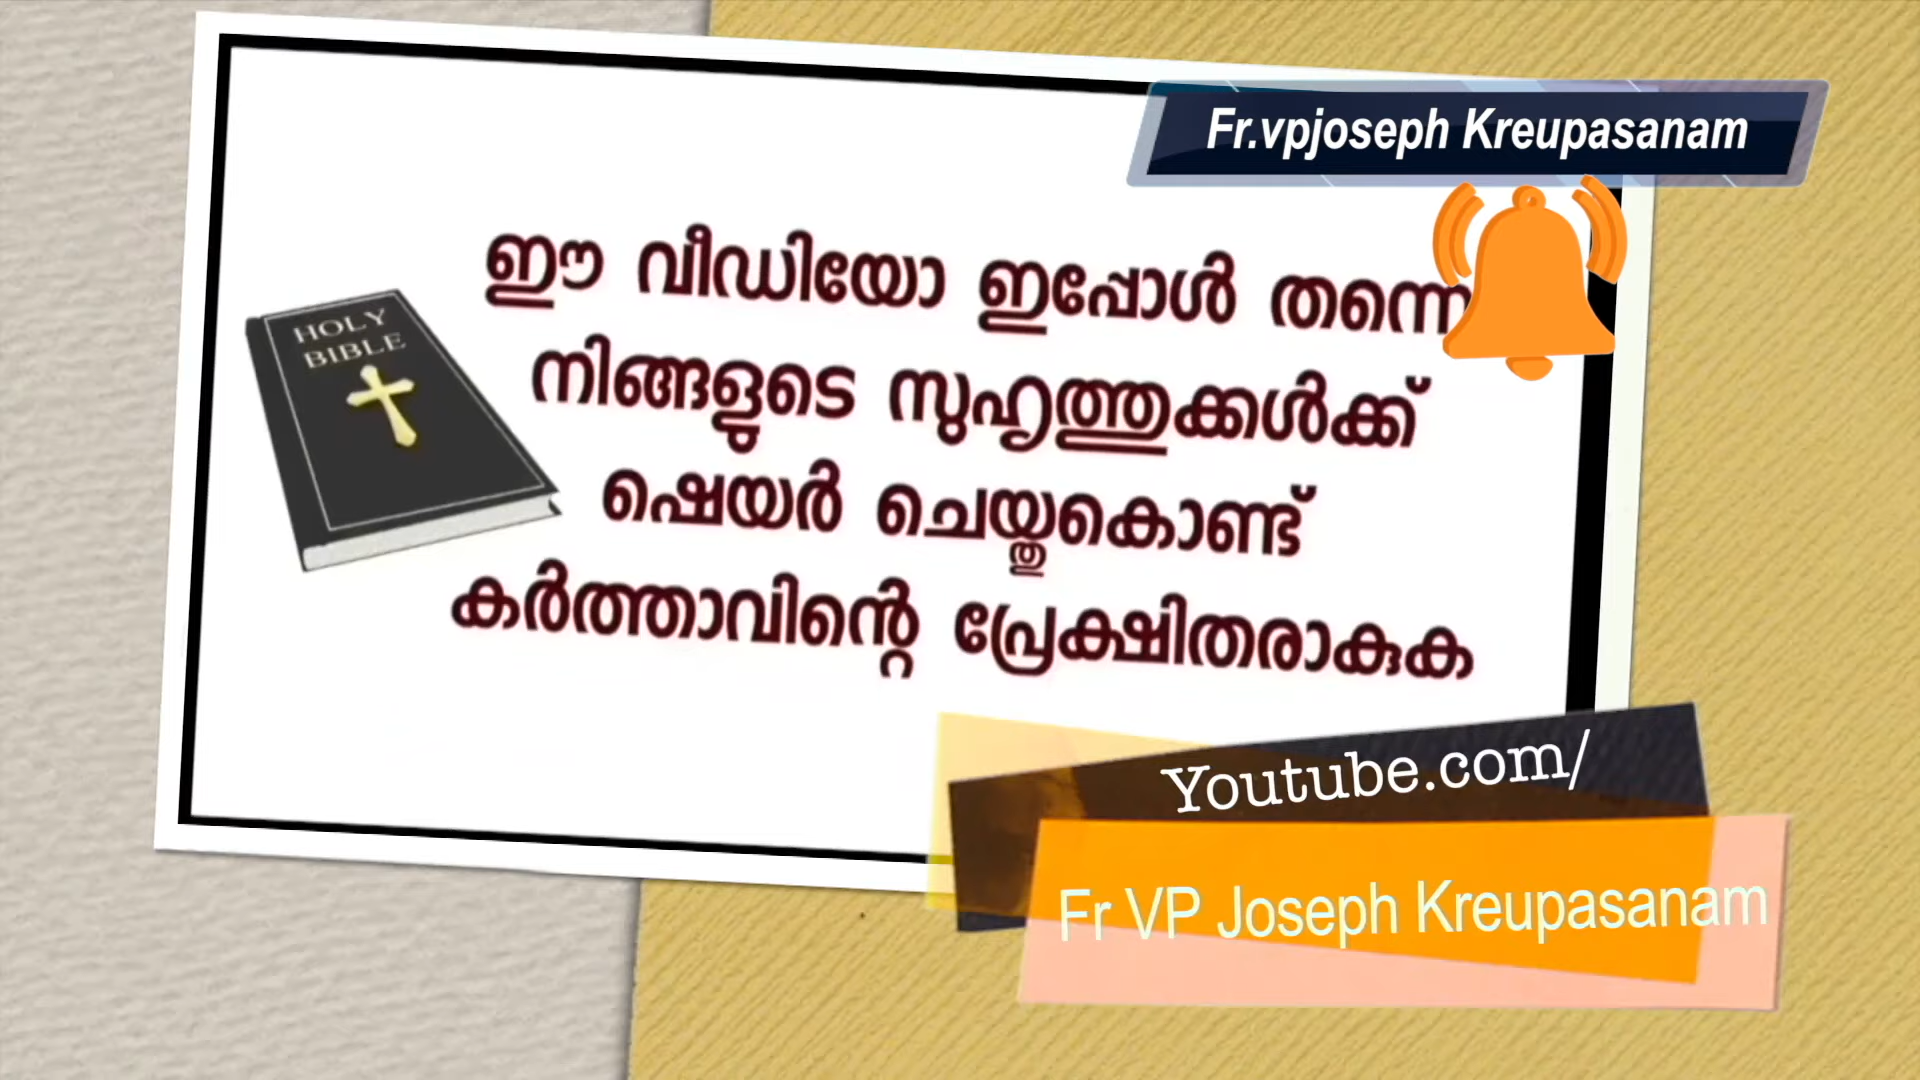 Fr.vpjoseph Kreupasanam
HOLY
BIBLE
ഈ വീഡിയോ ഇപ്പോൾ തന്നെ
നിങ്ങളുടെ സുഹൃത്തുക്കൾക്ക്
ഷെയർ ചെയ്തുകൊണ്ട്
കർത്താവിന്റെ പ്രേക്ഷിതരാകുക
Youtube.com/
Fr VP Joseph Kreupasanam